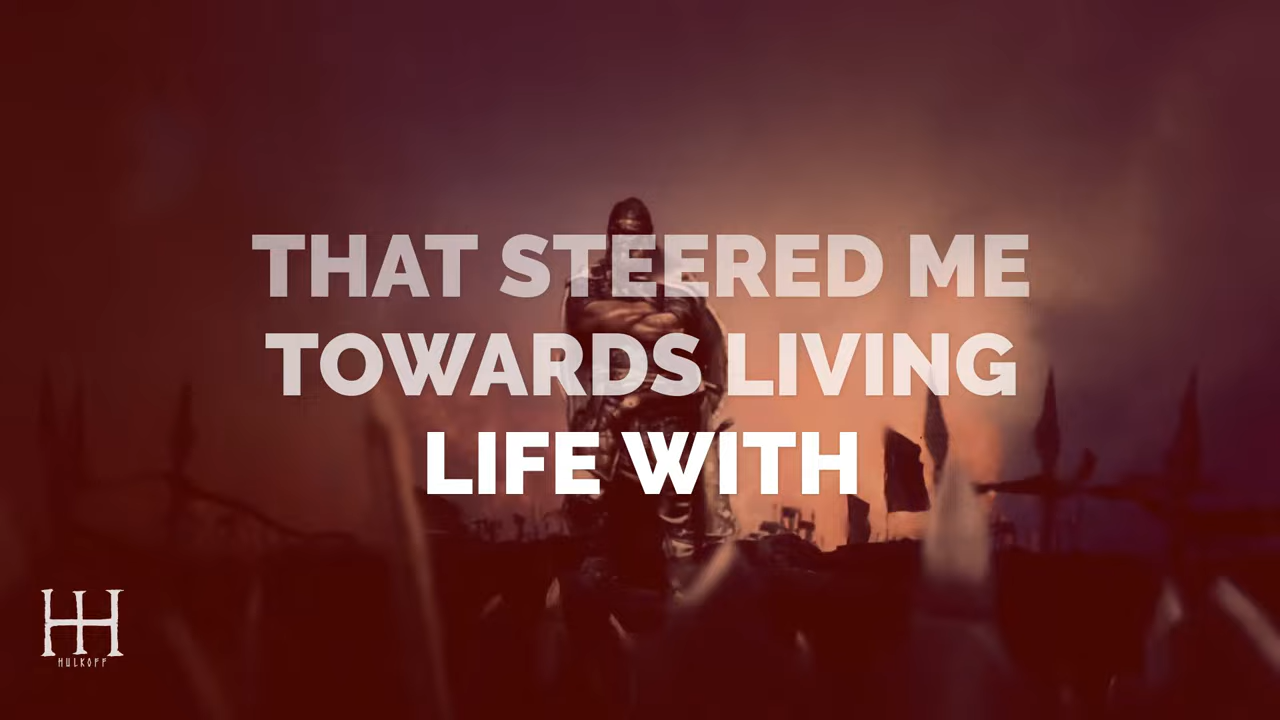 THAT STEERED ME
TOWARDS LIVING
LIFE WITH
HH
HULKOFF